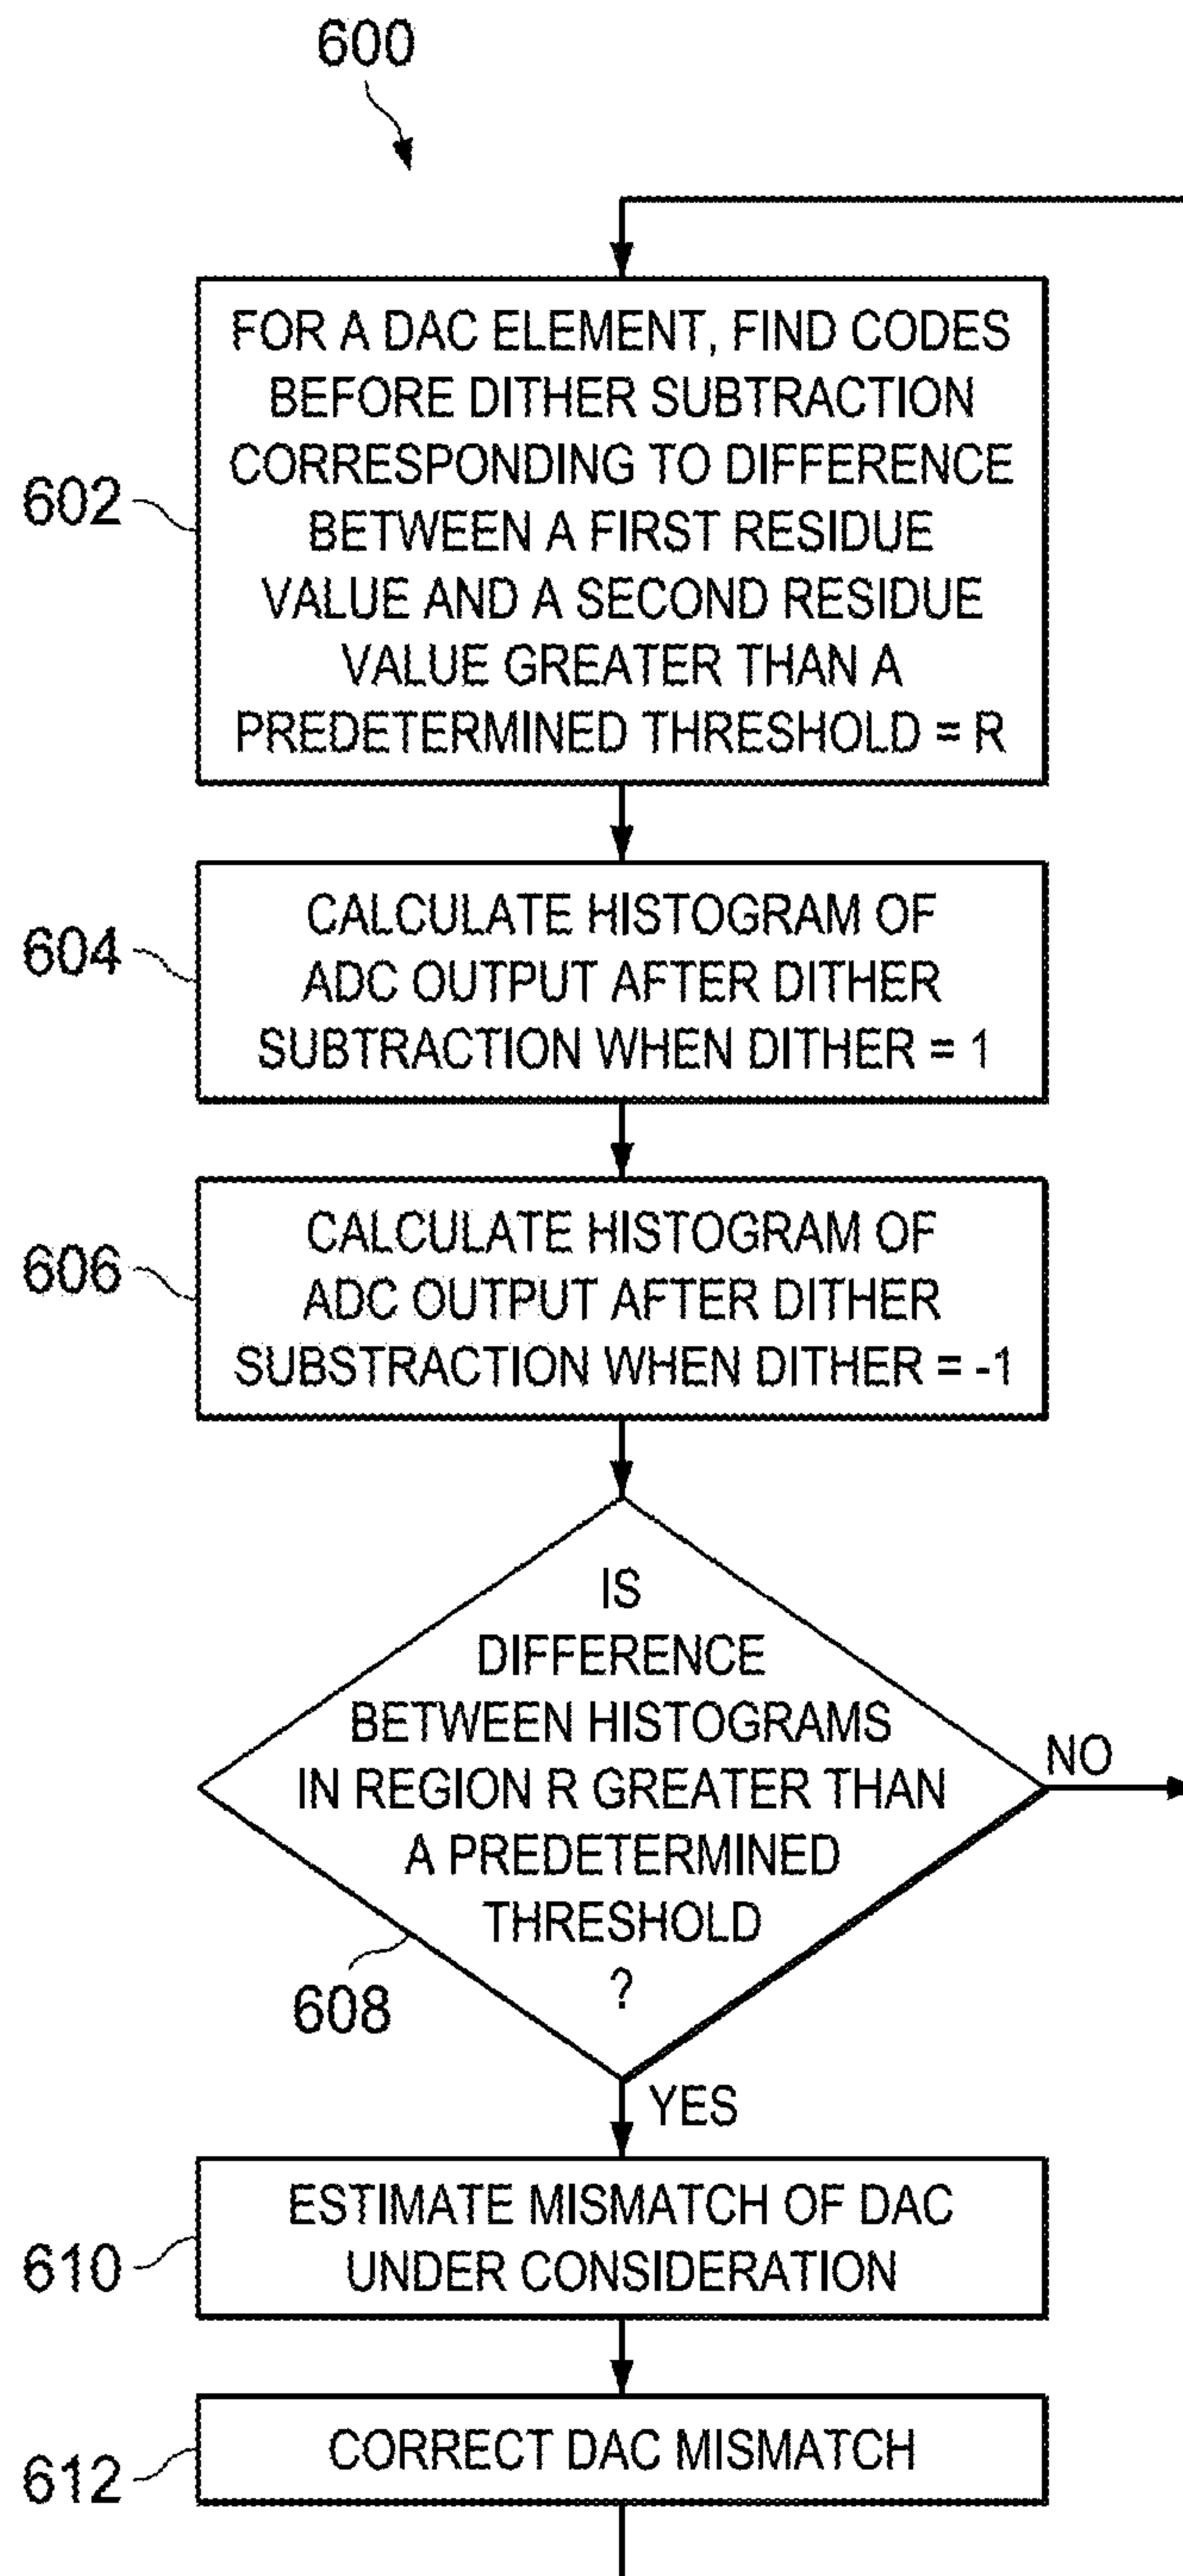 600
602
FOR A DAC ELEMENT, FIND CODES
BEFORE DITHER SUBTRACTION
CORRESPONDING TO DIFFERENCE
BETWEEN A FIRST RESIDUE
VALUE AND A SECOND RESIDUE
VALUE GREATER THAN A
PREDETERMINED THRESHOLD = R
604
CALCULATE HISTOGRAM OF
ADC OUTPUT AFTER DITHER
SUBTRACTION WHEN DITHER = 1
606
CALCULATE HISTOGRAM OF
ADC OUTPUT AFTER DITHER
SUBSTRACTION WHEN DITHER = -1
IS
DIFFERENCE
BETWEEN HISTOGRAMS
IN REGION R GREATER THAN
A PREDETERMINED
THRESHOLD
?
NO
608
YES
610
ESTIMATE MISMATCH OF DAC
UNDER CONSIDERATION
612
CORRECT DAC MISMATCH